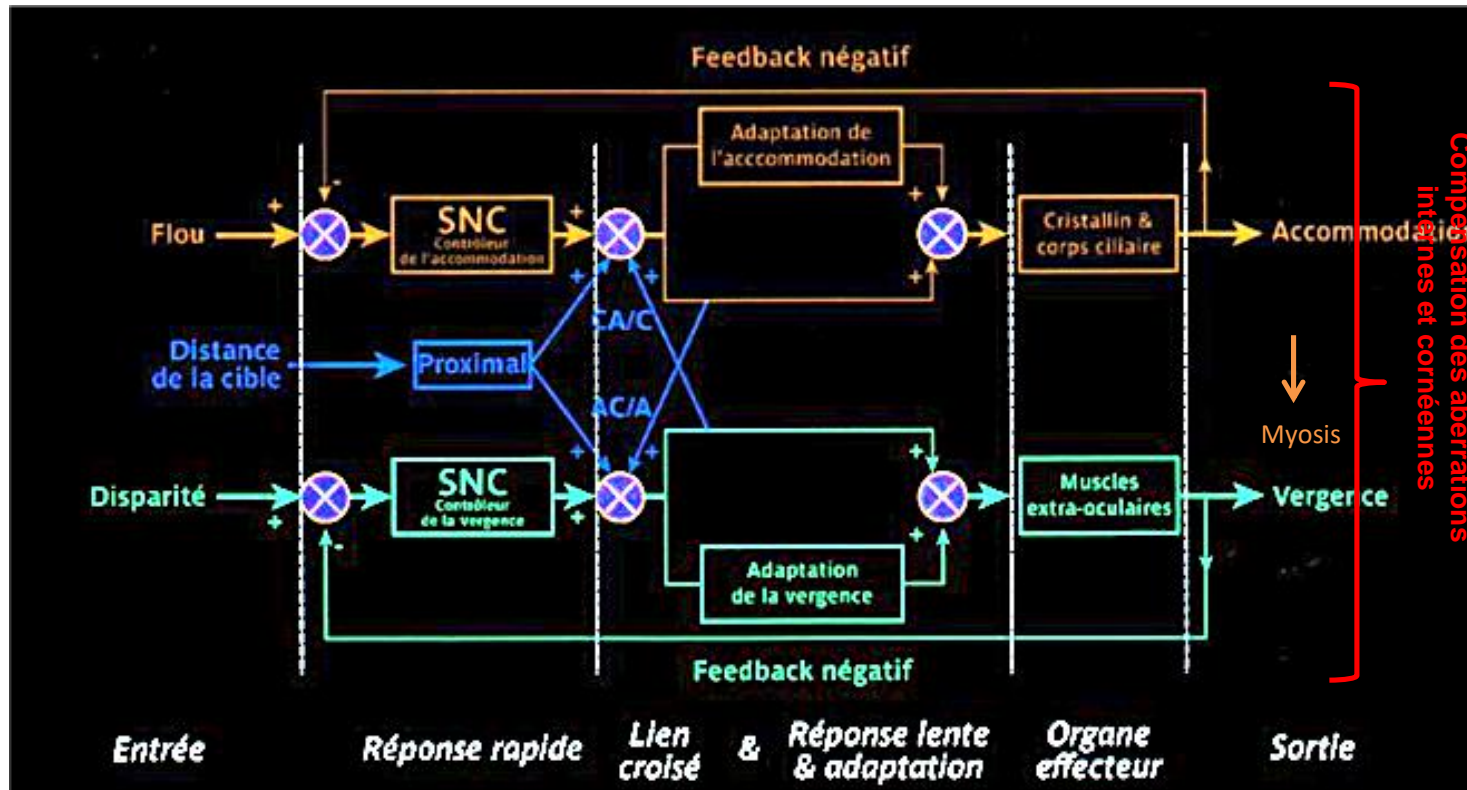 Feedback négatif
Adaptation de
l'acccommodation
Flou
+
-
SNC
Contrôleur
de l'accommodation
+
+
+
+
+
Cristallin &
corps ciliaire
Accommodation
Distance
de la cible
Proximal
CA/C
AC/A
Myosis
Compensation des aberrations
internes et cornéennes
Disparité
+
-
SNC
Contrôleur
de la vergence
+
+
+
+
+
Muscles
extra-oculaires
Vergence
Adaptation
de la vergence
Feedback négatif
Entrée
Réponse rapide
Lien
croisé
&
Réponse lente
& adaptation
Organe
effecteur
Sortie